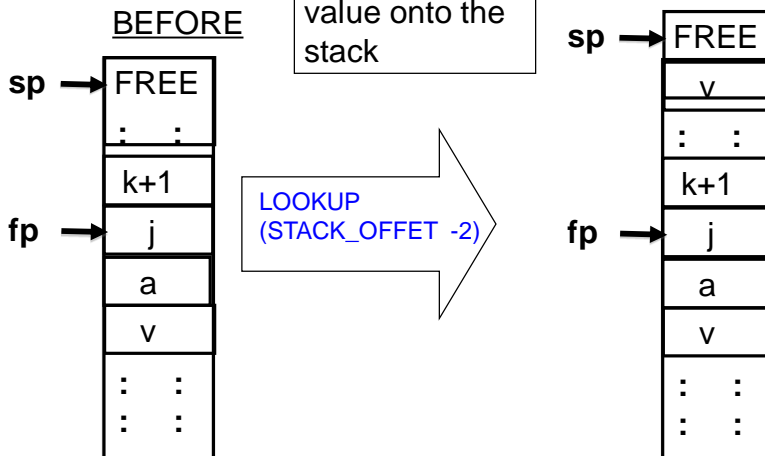 BEFORE
value onto the
stack
sp
FREE
: :
k+1
fp
j
a
v
: :
: :
LOOKUP
(STACK_OFFET -2)
sp
FREE
v
: :
k+1
fp
j
a
v
: :
: :